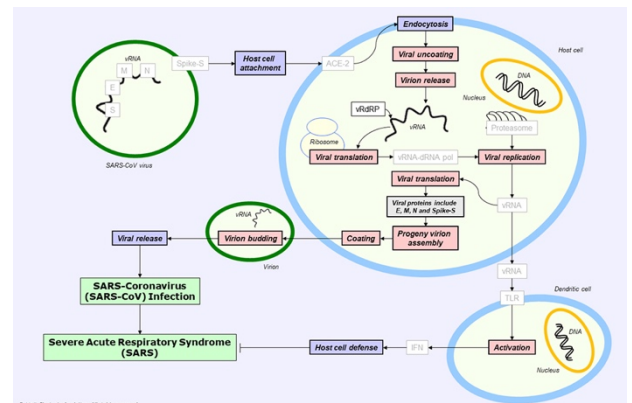 Endocytosis
Host cell
vRNA
M
N
Spike-S
Host cell
attachment
ACE-2
Viral uncoating
DNA
E
Virion release
Nucleus
S
vRdRP
vRNA
Proteasome
Ribosome
SARS-CoV virus
Viral translation
vRNA-dRNA pol
Viral replication
Viral translation
Viral proteins include
E, M, N and Spike-S
vRNA
vRNA
Viral release
Virion budding
Coating
Progeny virion
assembly
Virion
vRNA
SARS-Coronavirus
(SARS-CoV) Infection
Dendritic cell
TLR
DNA
Severe Acute Respiratory Syndrome
(SARS)
Host cell defense
IFN
Activation
Nucleus